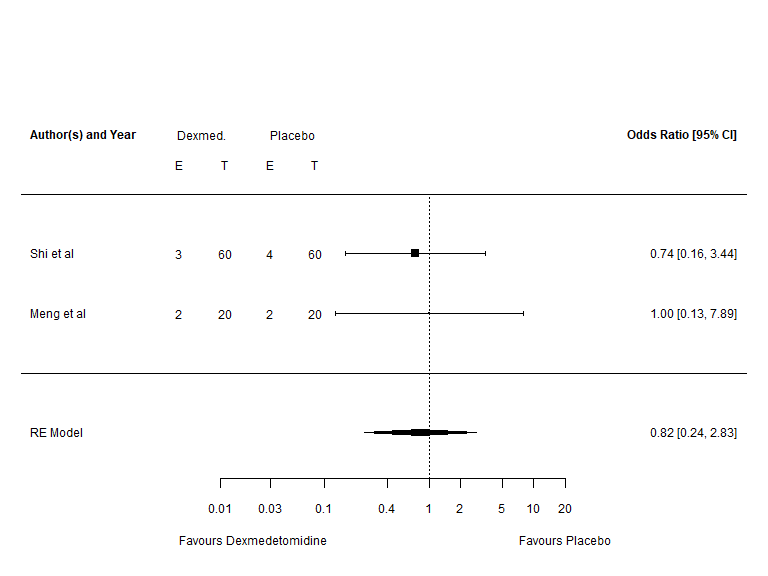 Author(s) and Year Dexmed. Placebo Odds Ratio [95% CI]
E T E T
Shi et al 3 60 4 60 0.74 [0.16, 3.44]
Meng et al 2 20 2 20 1.00 [0.13, 7.89]
RE Model 0.82 [0.24, 2.83]
0.01 0.03 0.1 0.4 1 2 5 10 20
Favours Dexmedetomidine Favours Placebo